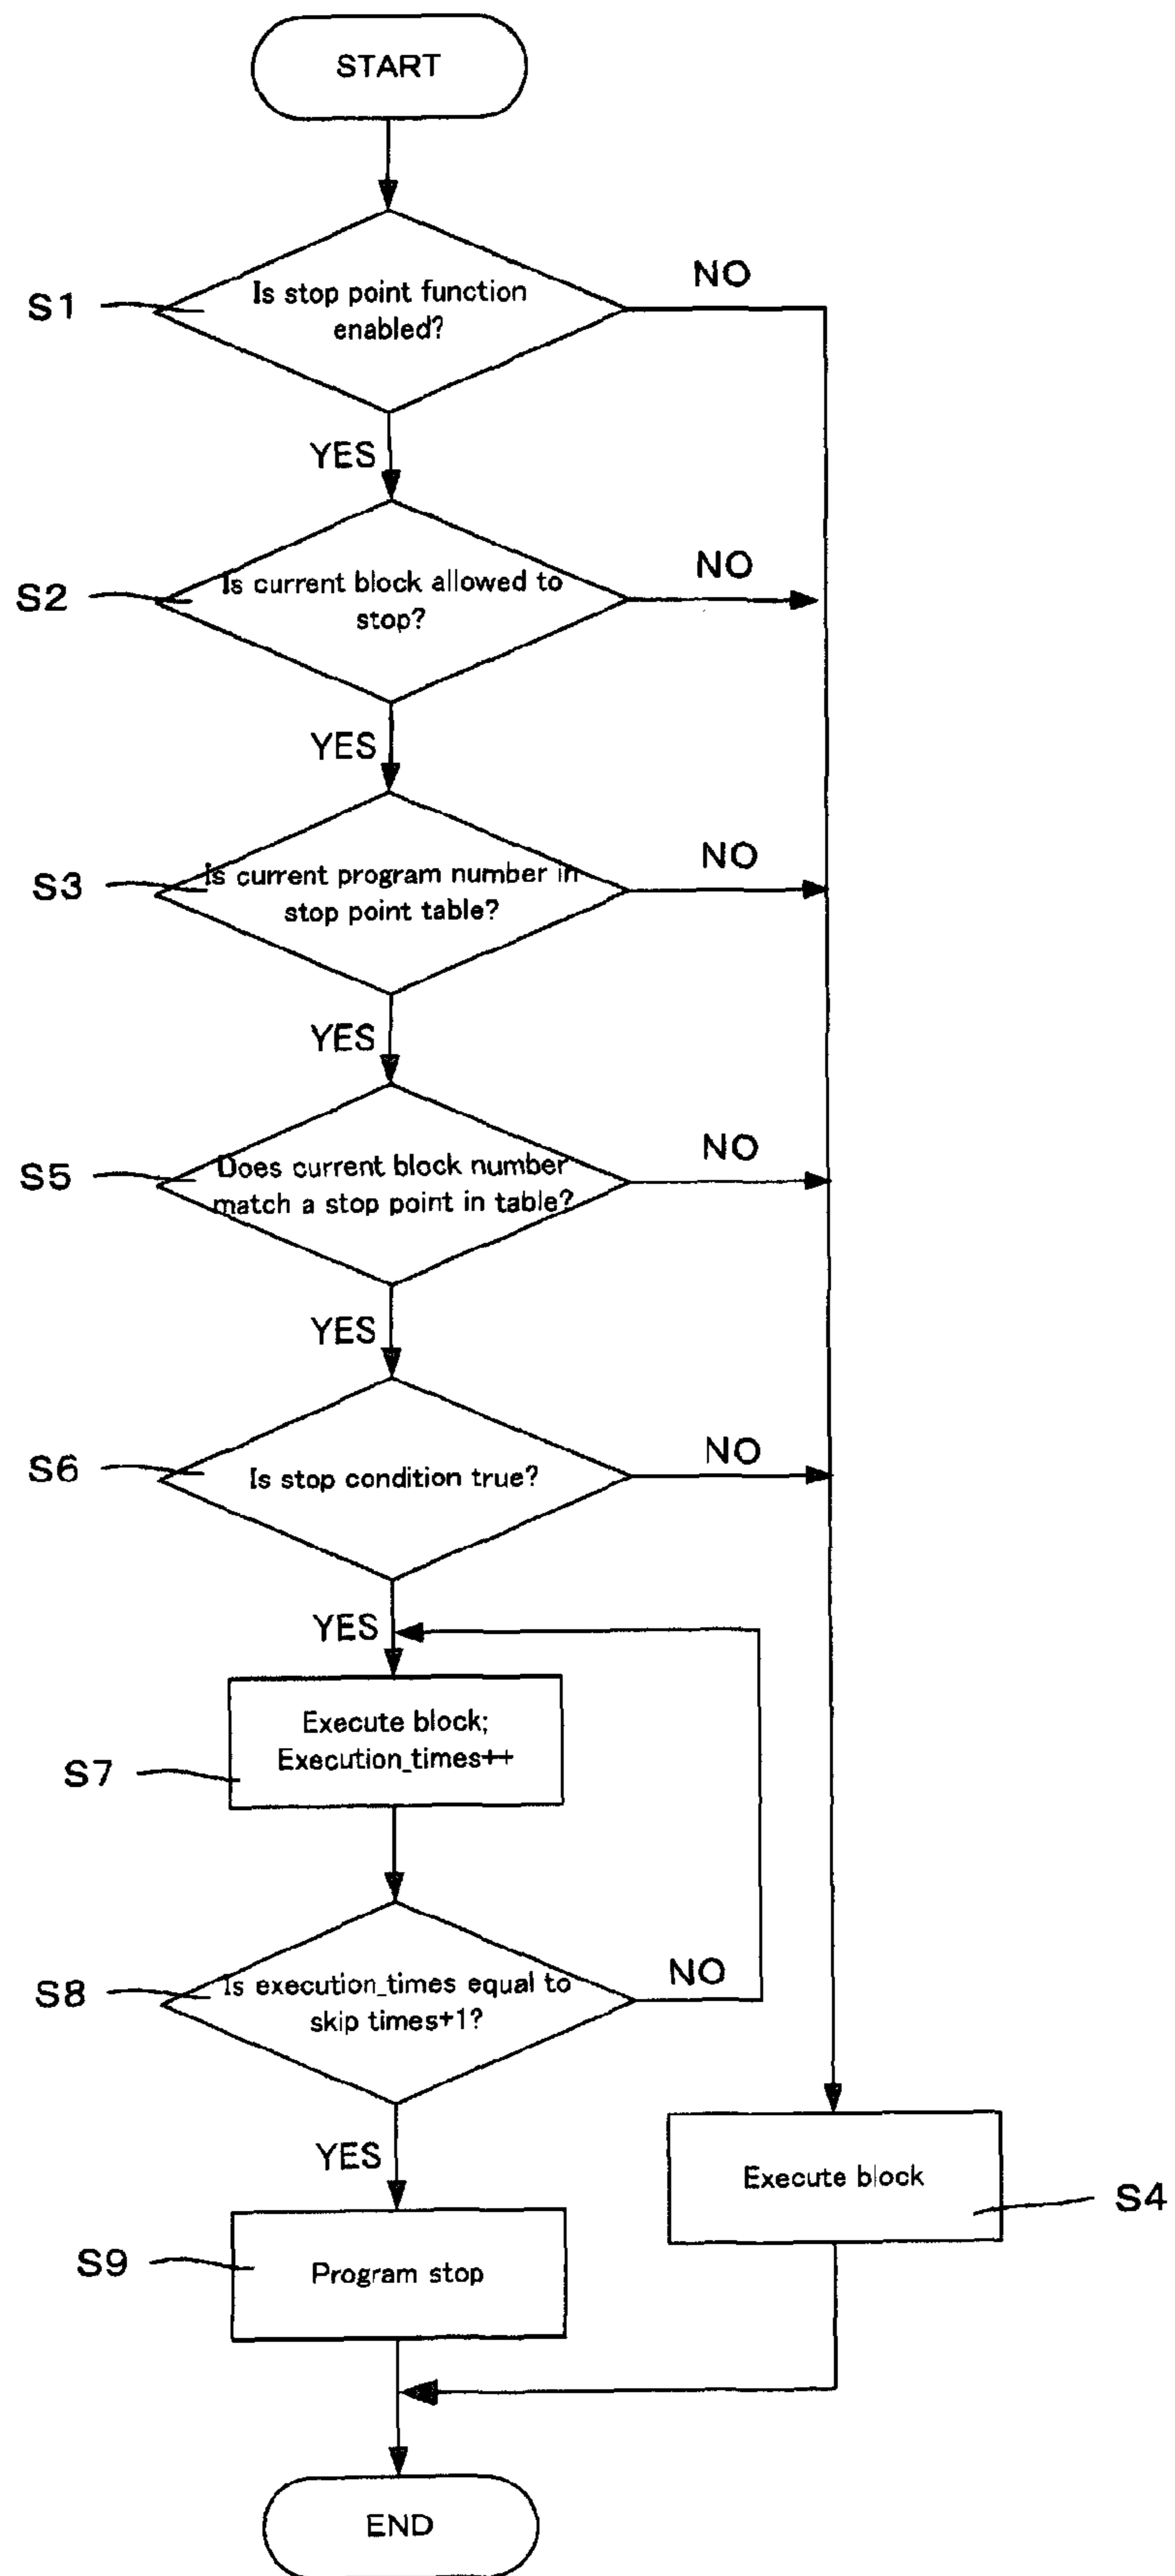 START
S1
Is stop point function
enabled?
NO
YES
S2
Is current block allowed to
stop?
NO
YES
S3
Is current program number in
stop point table?
NO
YES
S5
Does current block number
match a stop point in table?
NO
YES
S6
Is stop condition true?
NO
YES
S7
Execute block;
Execution_times++
S8
Is execution_times equal to
skip times+1?
NO
YES
Execute block
S4
S9
Program stop
END